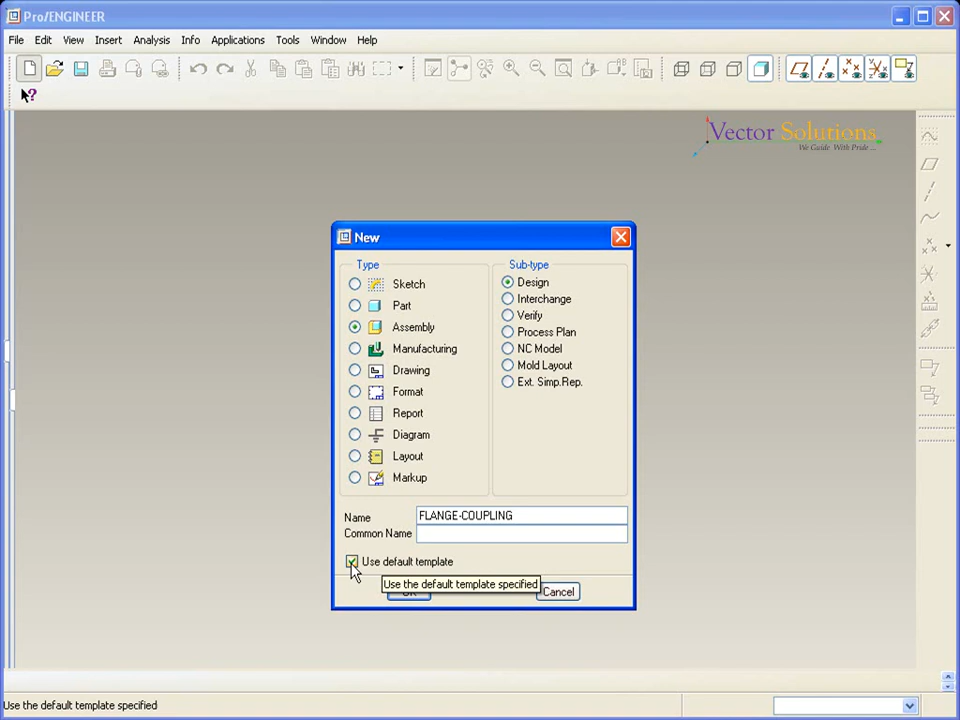 Pro/ENGINEER
File Edit View Insert Analysis Info Applications Tools Window Help
Vector Solutions
We Guide With Pride...
New
Type
Sub-type
Sketch
Part
Assembly
Manufacturing
Drawing
Format
Report
Diagram
Layout
Markup
Design
Interchange
Verify
Process Plan
NC Model
Mold Layout
Ext. Simp.Rep.
Name FLANGE-COUPLING
Common Name
Use default template
Use the default template specified
OK Cancel
Use the default template specified